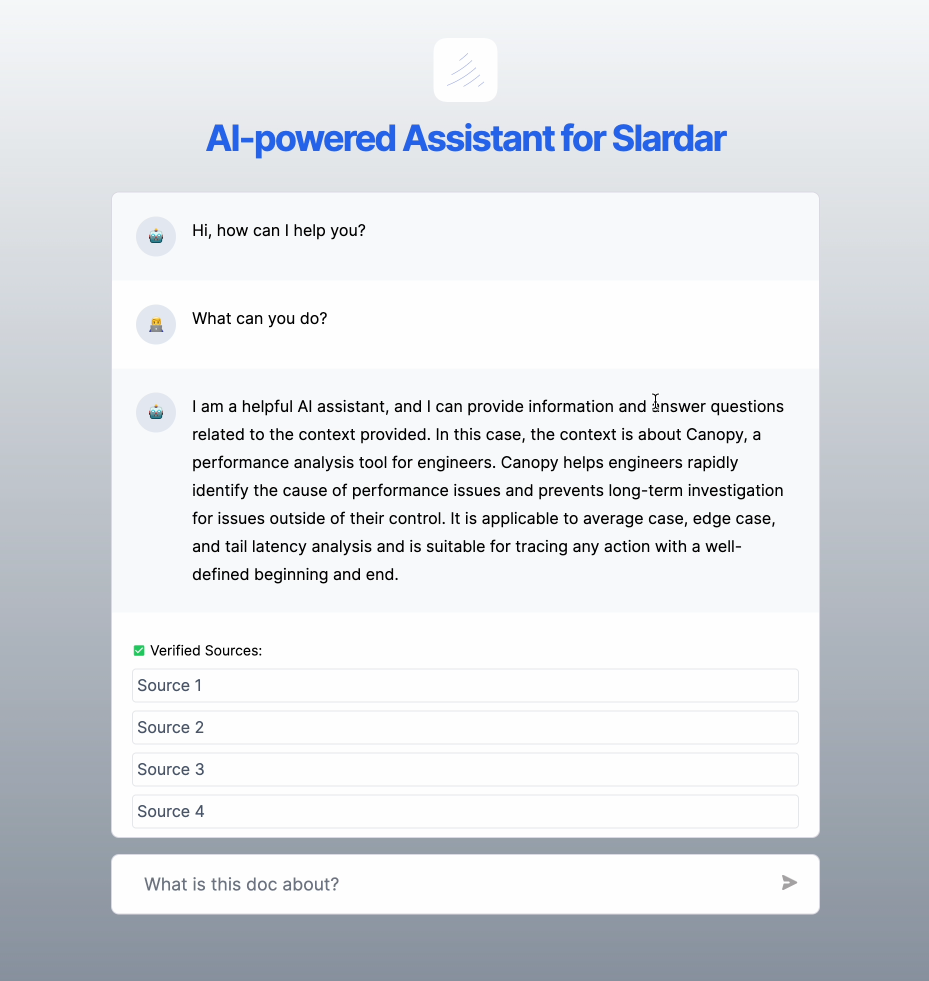 AI-powered Assistant for Slardar
Hi, how can I help you?
What can you do?
I am a helpful AI assistant, and I can provide information and answer questions
related to the context provided. In this case, the context is about Canopy, a
performance analysis tool for engineers. Canopy helps engineers rapidly
identify the cause of performance issues and prevents long-term investigation
for issues outside of their control. It is applicable to average case, edge case,
and tail latency analysis and is suitable for tracing any action with a well-
defined beginning and end.
Verified Sources:
Source 1
Source 2
Source 3
Source 4
What is this doc about?